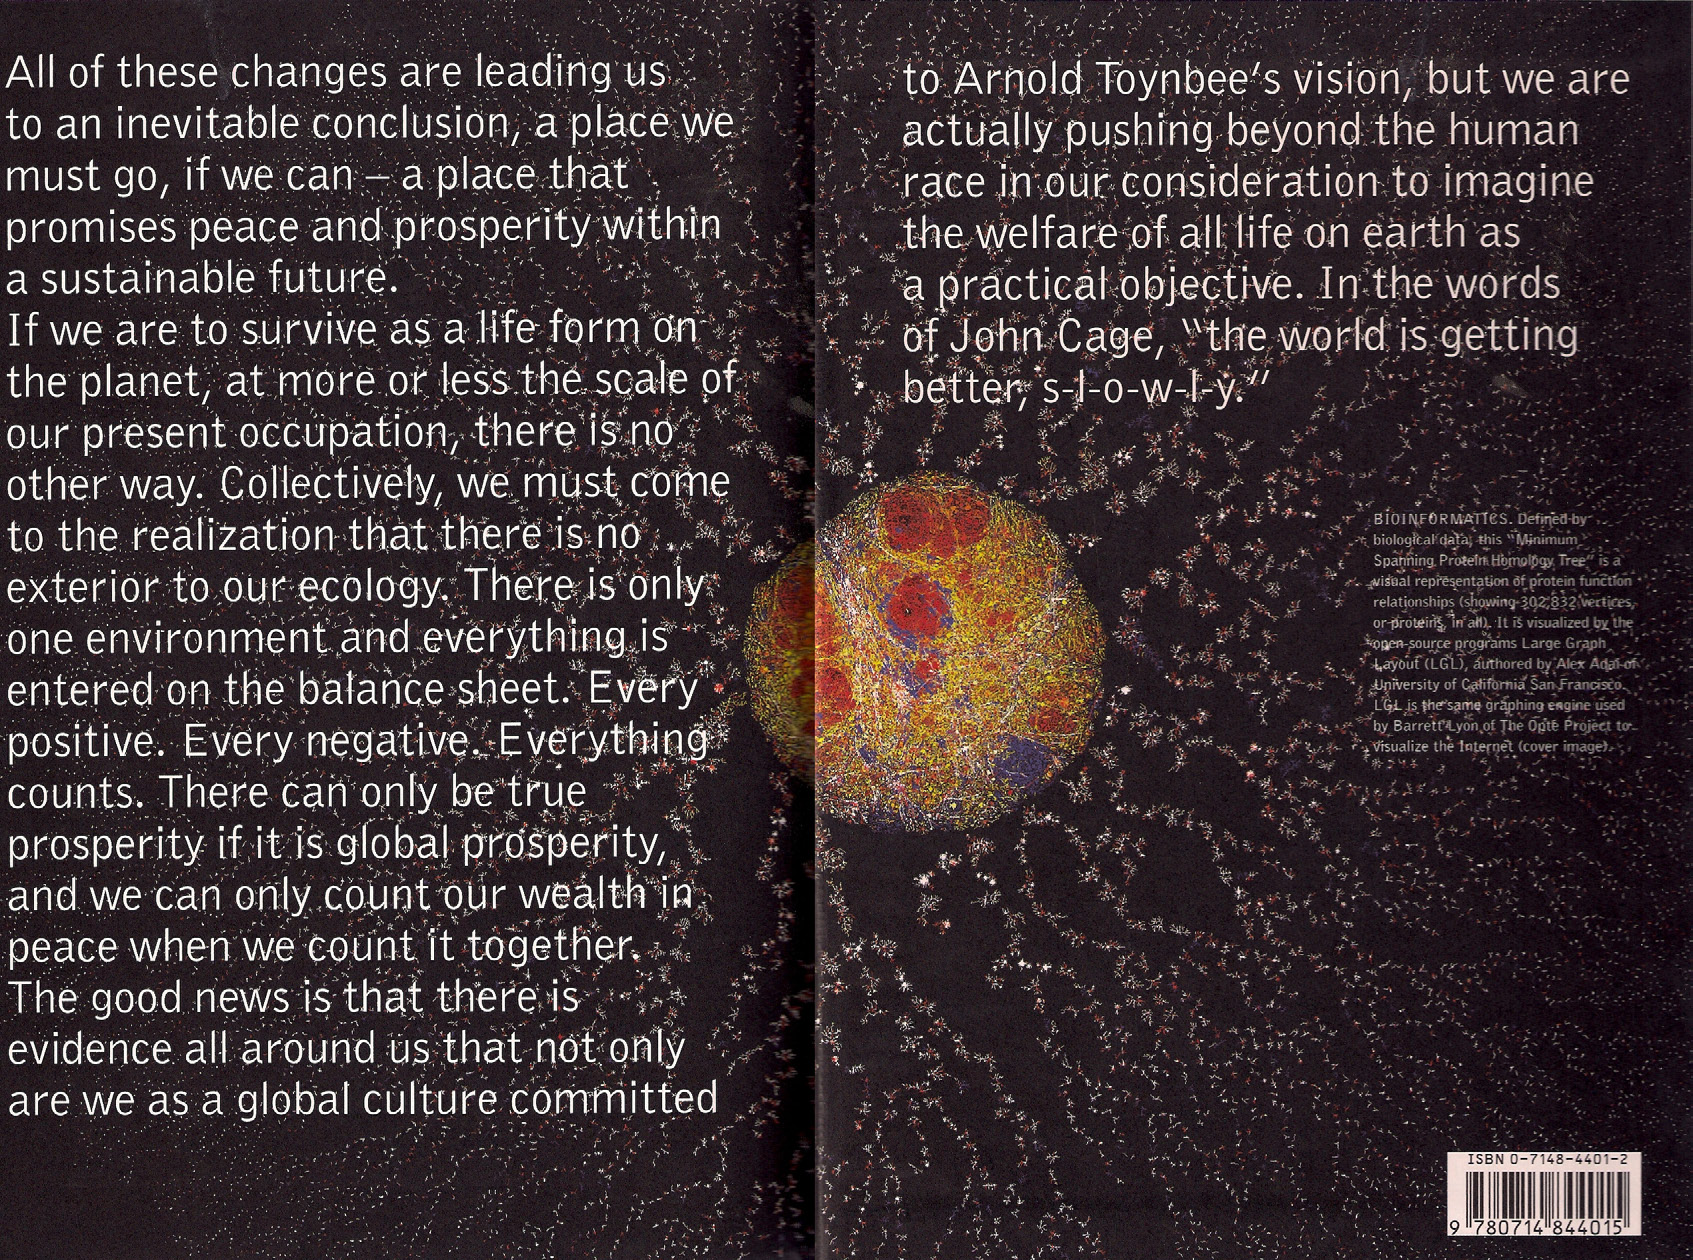 All of these changes are leading us
to an inevitable conclusion, a place we
must go, if we can – a place that
promises peace and prosperity within
a sustainable future.
If we are to survive as a life form on
the planet, at more or less the scale of
our present occupation, there is no
other way. Collectively, we must come
to the realization that there is no
exterior to our ecology. There is only
one environment and everything is
entered on the balance sheet. Every
positive. Every negative. Everything
counts. There can only be true
prosperity if it is global prosperity,
and we can only count our wealth in
peace when we count it together.
The good news is that there is
evidence all around us that not only
are we as a global culture committed
to Arnold Toynbee's vision, but we are
actually pushing beyond the human
race in our consideration to imagine
the welfare of all life on earth as
a practical objective. In the words
of John Cage, "the world is getting
better, s-l-o-w-l-y."
BIOINFORMATICS. Defined by
biological data, this "Minimum
Spanning Protein Homology Tree" is a
visual representation of protein function
relationships (showing 302,832 vertices,
or proteins, in all). It is visualized by the
open-source programs Large Graph
Layout (LGL), authored by Alex Adai of
University of California San Francisco.
LGL is the same graphing engine used
by Barrett Lyon of The Opte Project to
visualize the Internet (cover image).
ISBN 0-7148-4401-2
9 780714 844015